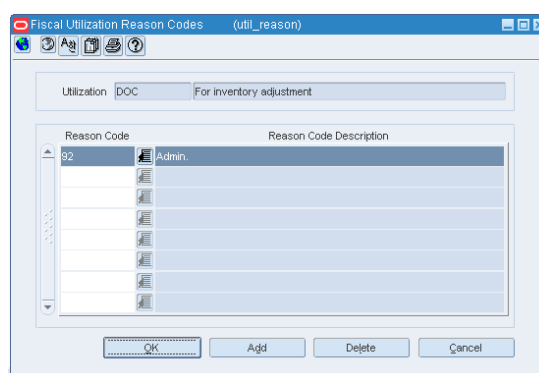 Fiscal Utilization Reason Codes (util_reason)
Utilization DOC For inventory adjustment
Reason Code Reason Code Description
92 Admin.
OK Add Delete Cancel